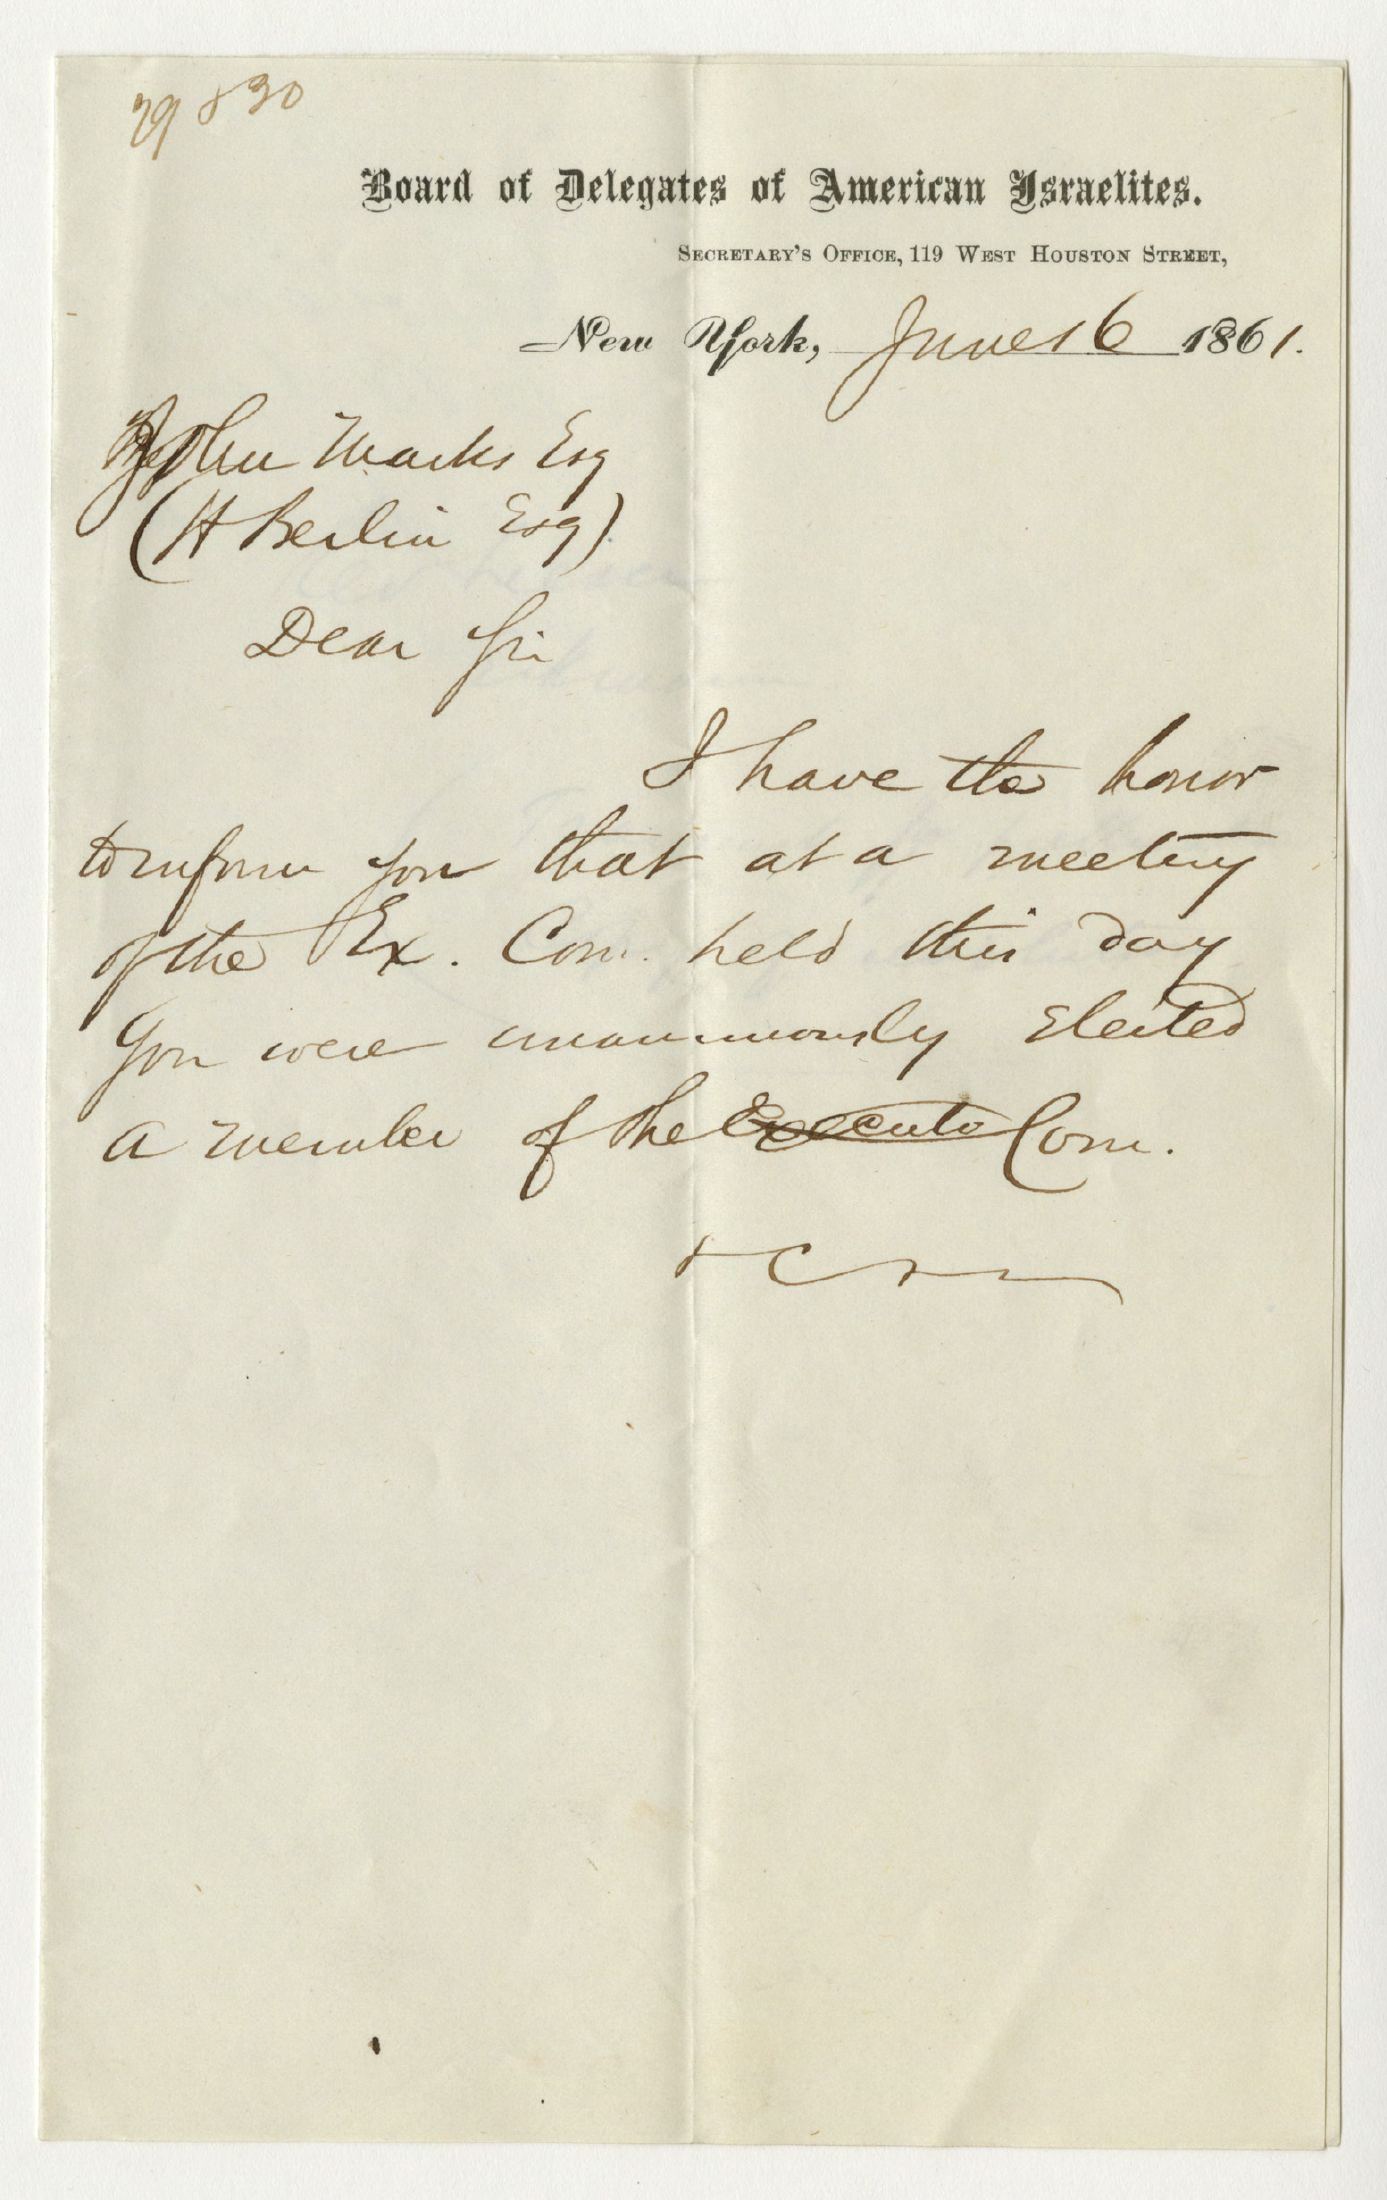 29830
Board of Delegates of American Israelites.
Secretary's Office, 119 West Houston Street,
New York, June 16 1861.
John Marks Esq
(H Berlin Esq)
Dear Sir
I have the honor
to inform you that at a meeting
of the Ex. Com. held this day
you were unanimously elected
a member of the Executo Com.